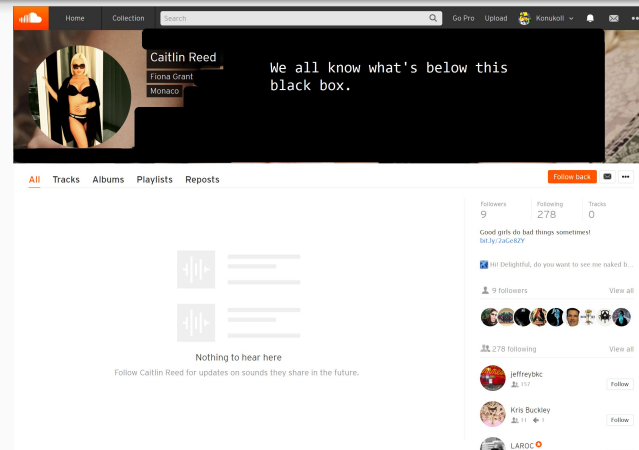 Home
Collection
Search
Go Pro
Upload
Konukoll
Caitlin Reed
Fiona Grant
Monaco
We all know what's below this
black box.
All
Tracks
Albums
Playlists
Reposts
Follow back
Followers
Following
Tracks
9
278
0
Good girls do bad things sometimes!
bit.ly/2aGe8ZY
Hi! Delightful, do you want to see me naked b...
9 followers
View all
Nothing to hear here
Follow Caitlin Reed for updates on sounds they share in the future.
278 following
View all
jeffreybkc
Follow
Kris Buckley
11
1
Follow
LAROC